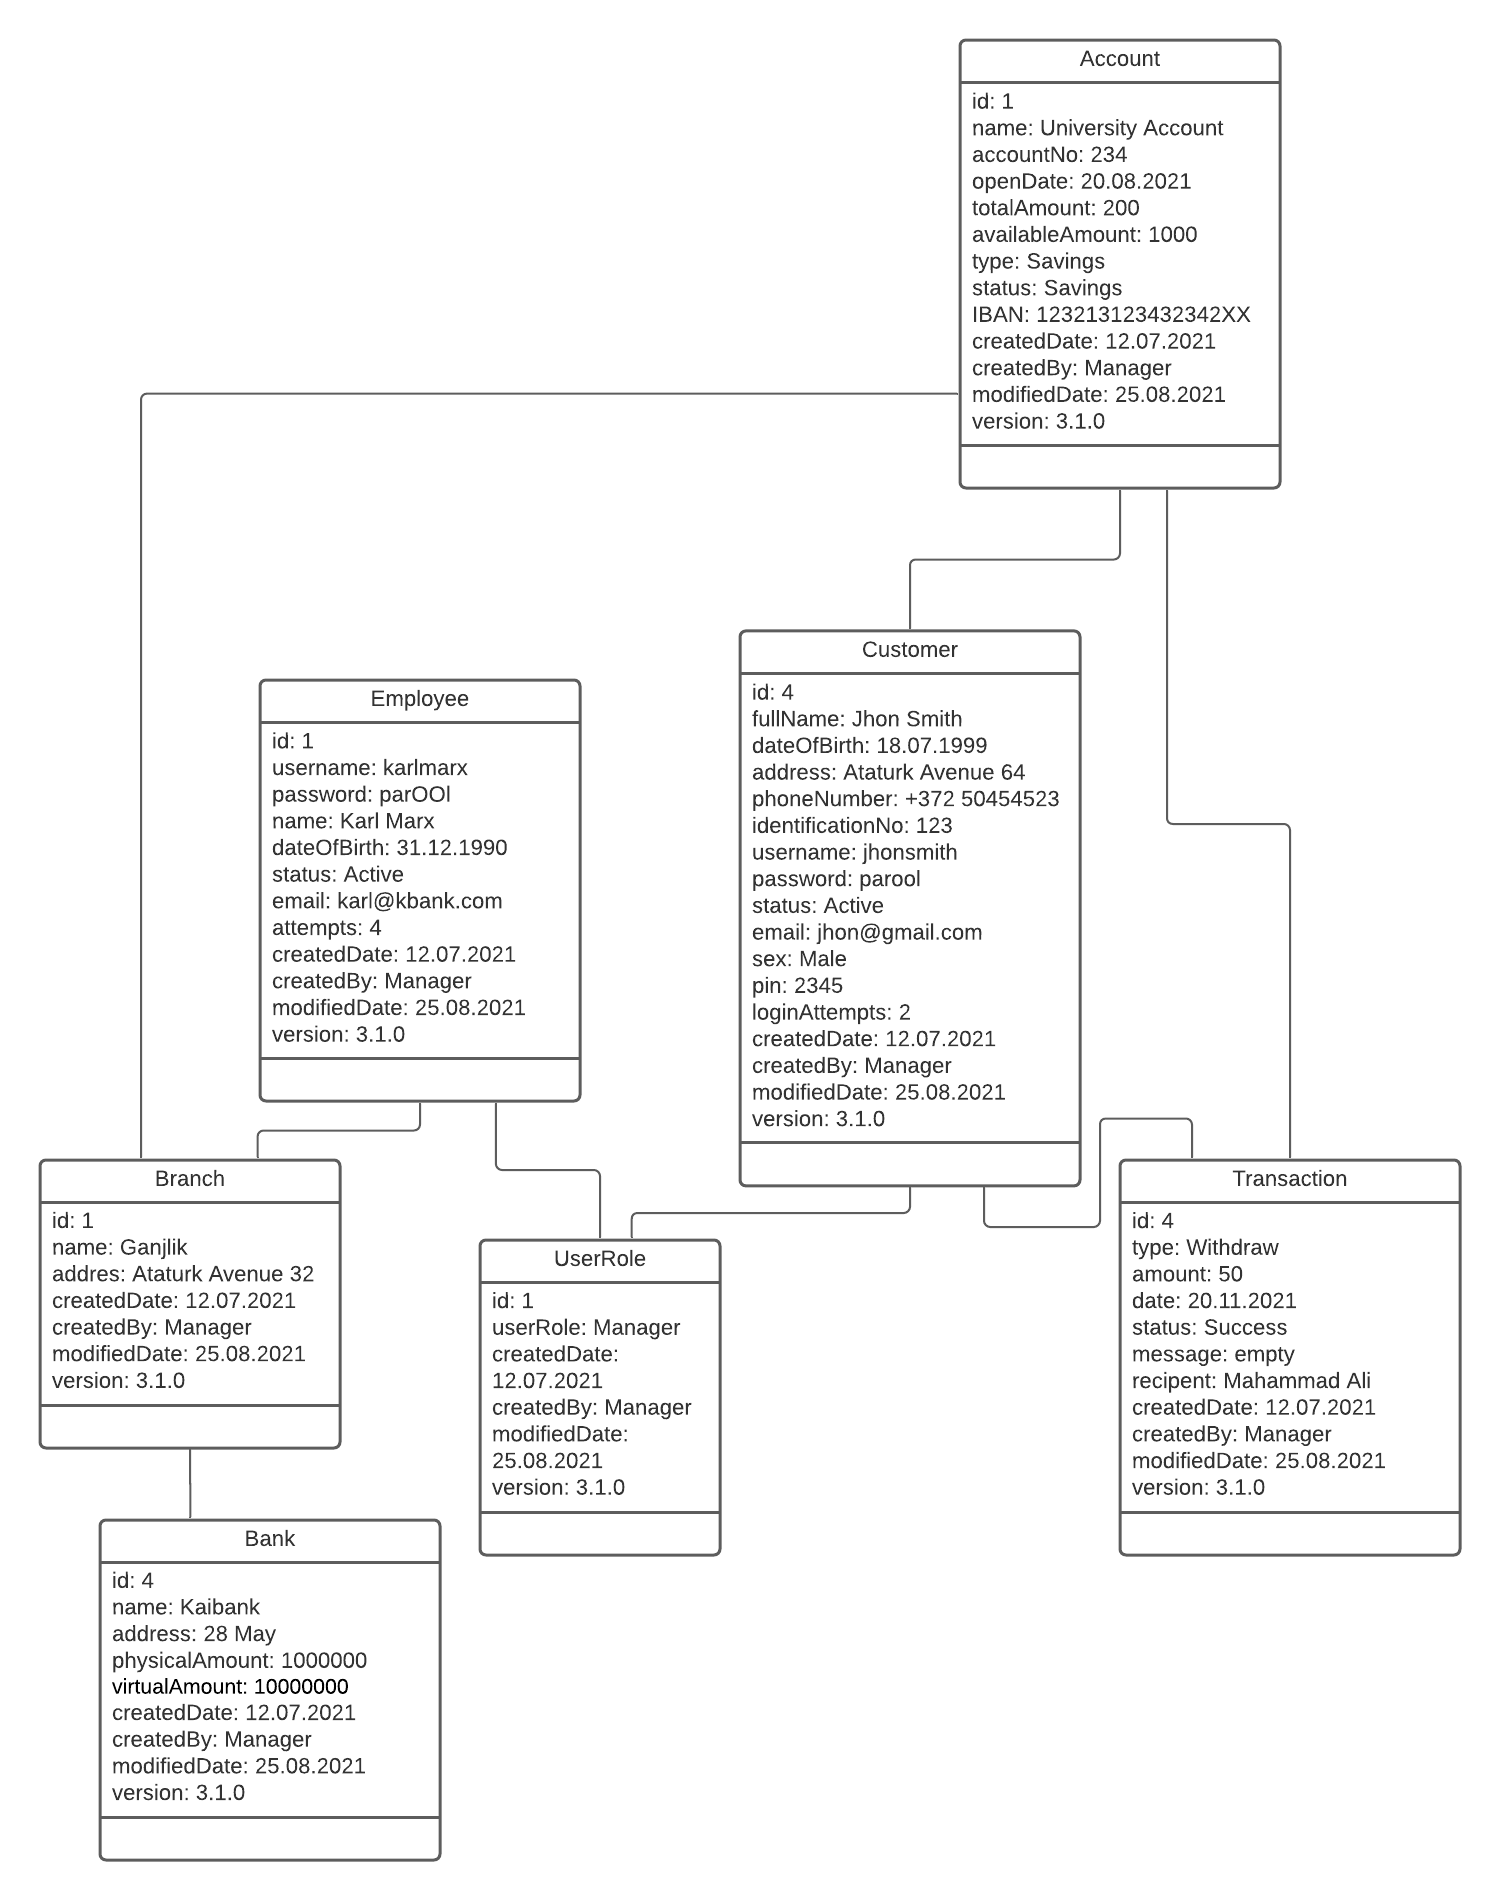 Account
id: 1
name: University Account
accountNo: 234
openDate: 20.08.2021
totalAmount: 200
availableAmount: 1000
type: Savings
status: Savings
IBAN: 123213123432342XX
createdDate: 12.07.2021
createdBy: Manager
modifiedDate: 25.08.2021
version: 3.1.0
Customer
id: 4
fullName: Jhon Smith
dateOfBirth: 18.07.1999
address: Ataturk Avenue 64
phoneNumber: +372 50454523
identificationNo: 123
username: jhonsmith
password: parool
status: Active
email: jhon@gmail.com
sex: Male
pin: 2345
loginAttempts: 2
createdDate: 12.07.2021
createdBy: Manager
modifiedDate: 25.08.2021
version: 3.1.0
Employee
id: 1
username: karlmarx
password: parOOl
name: Karl Marx
dateOfBirth: 31.12.1990
status: Active
email: karl@kbank.com
attempts: 4
createdDate: 12.07.2021
createdBy: Manager
modifiedDate: 25.08.2021
version: 3.1.0
Branch
id: 1
name: Ganjlik
addres: Ataturk Avenue 32
createdDate: 12.07.2021
createdBy: Manager
modifiedDate: 25.08.2021
version: 3.1.0
UserRole
id: 1
userRole: Manager
createdDate:
12.07.2021
createdBy: Manager
modifiedDate:
25.08.2021
version: 3.1.0
Transaction
id: 4
type: Withdraw
amount: 50
date: 20.11.2021
status: Success
message: empty
recipent: Mahammad Ali
createdDate: 12.07.2021
createdBy: Manager
modifiedDate: 25.08.2021
version: 3.1.0
Bank
id: 4
name: Kaibank
address: 28 May
physicalAmount: 1000000
virtualAmount: 10000000
createdDate: 12.07.2021
createdBy: Manager
modifiedDate: 25.08.2021
version: 3.1.0